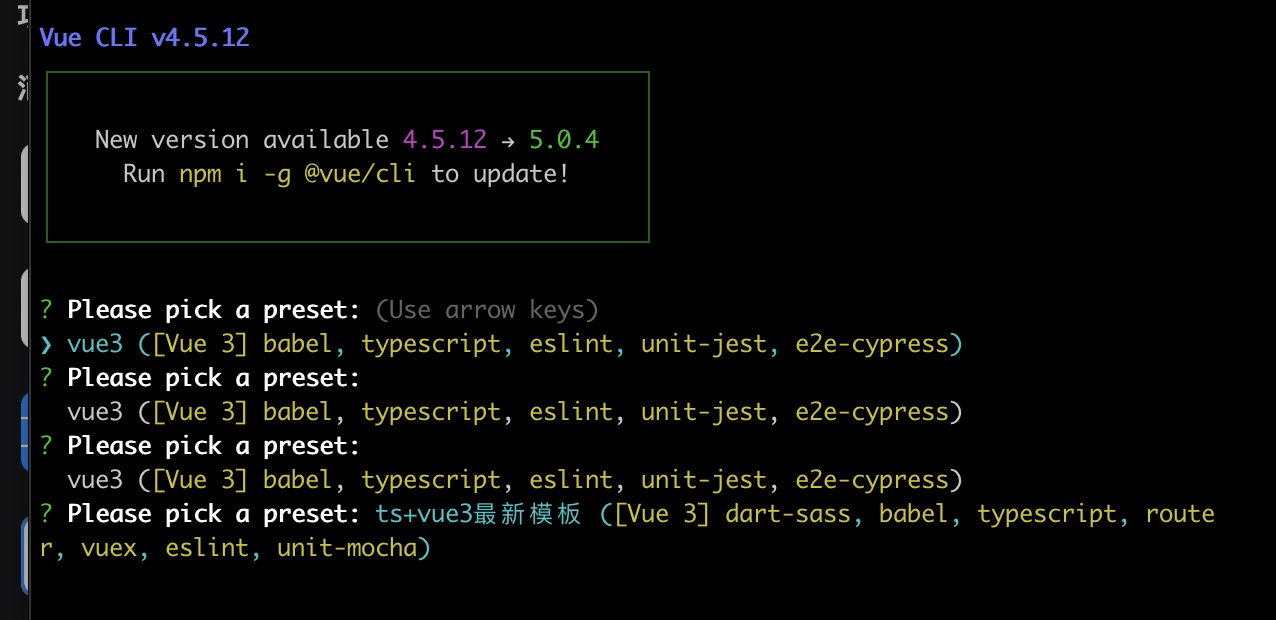 Vue CLI v4.5.12
New version available 4.5.12 → 5.0.4
Run npm i -g @vue/cli to update!
? Please pick a preset: (Use arrow keys)
❯ vue3 ([Vue 3] babel, typescript, eslint, unit-jest, e2e-cypress)
? Please pick a preset:
vue3 ([Vue 3] babel, typescript, eslint, unit-jest, e2e-cypress)
? Please pick a preset:
vue3 ([Vue 3] babel, typescript, eslint, unit-jest, e2e-cypress)
? Please pick a preset: ts+vue3最新模板 ([Vue 3] dart-sass, babel, typescript, route
r, vuex, eslint, unit-mocha)